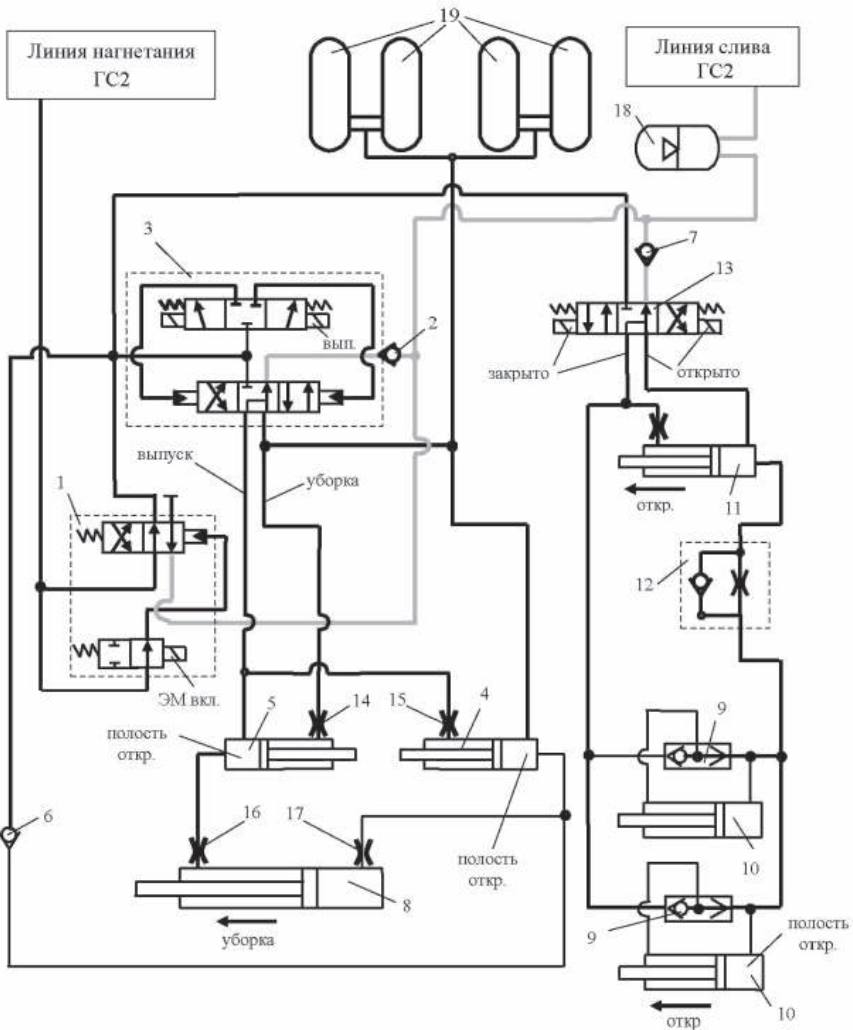 Линия нагнетания
ГС2
19
Линия слива
ГС2
18
3
7
13
2
вып.
закрыто
открыто
выпуск
уборка
1
11
откр.
12
ЭМ вкл.
5
14
15
4
9
полость
откр.
6
16
17
10
полость
откр.
8
уборка
9
полость
откр.
10
откр